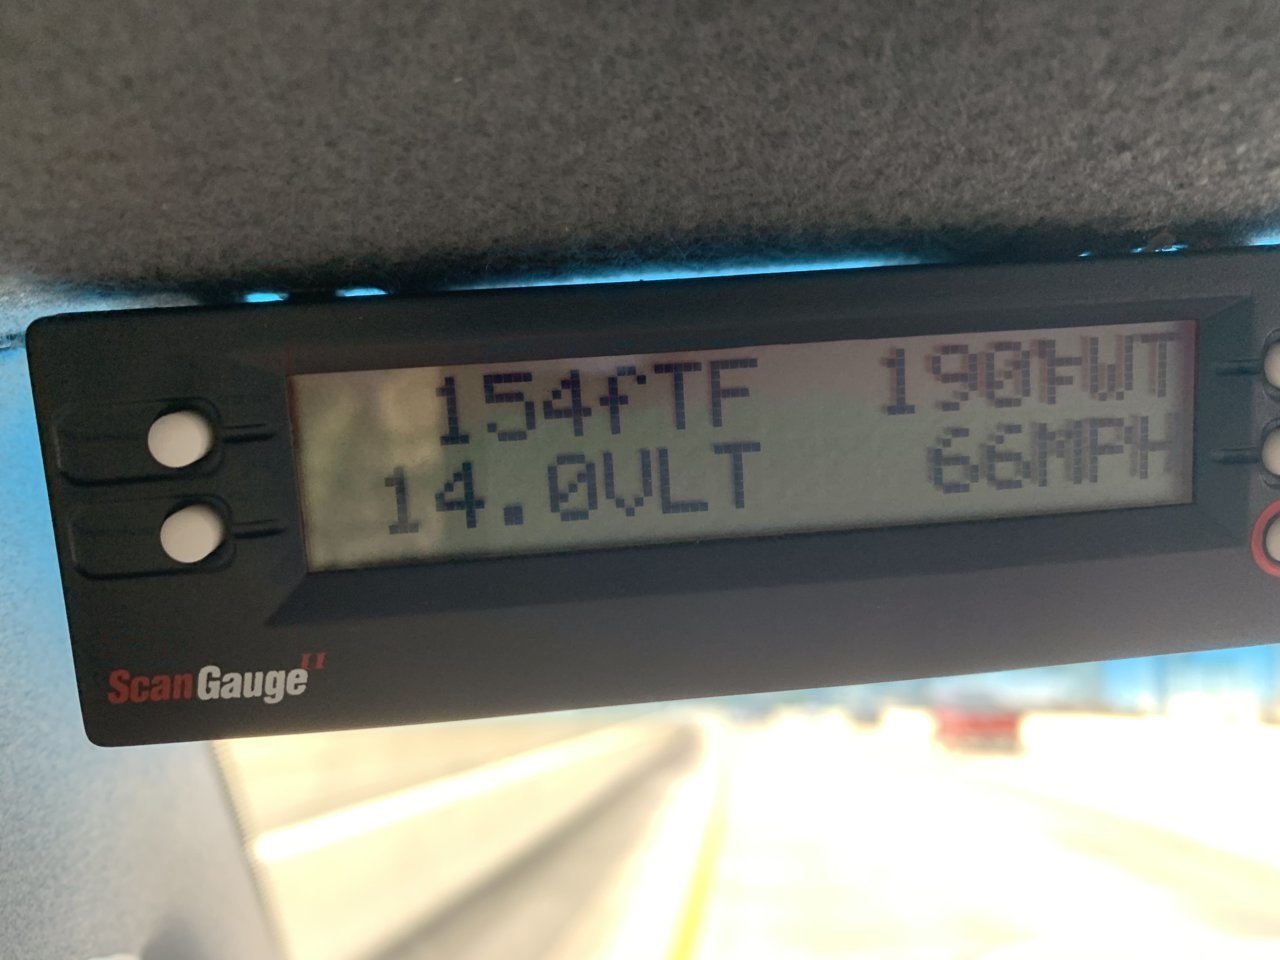 154fTF 190fWT
14.0VLT 66MPH
ScanGauge II